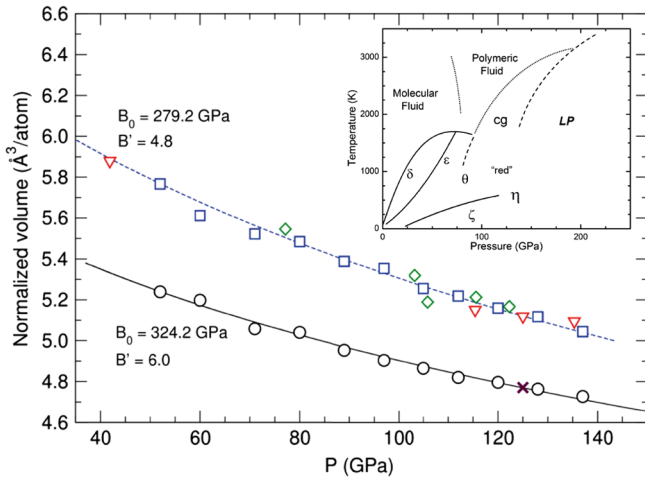 6.6
6.4
6.2
6.0
5.8
5.6
5.4
5.2
5.0
4.8
4.6
Normalized volume (Å³/atom)
B₀ = 279.2 GPa
B' = 4.8
B₀ = 324.2 GPa
B' = 6.0
40 60 80 100 120 140
P (GPa)
3000
2000
1000
0
Temperature (K)
Molecular
Fluid
Polymeric
Fluid
cg
LP
δ
ε
θ
"red"
ζ
η
0 100 200
Pressure (GPa)